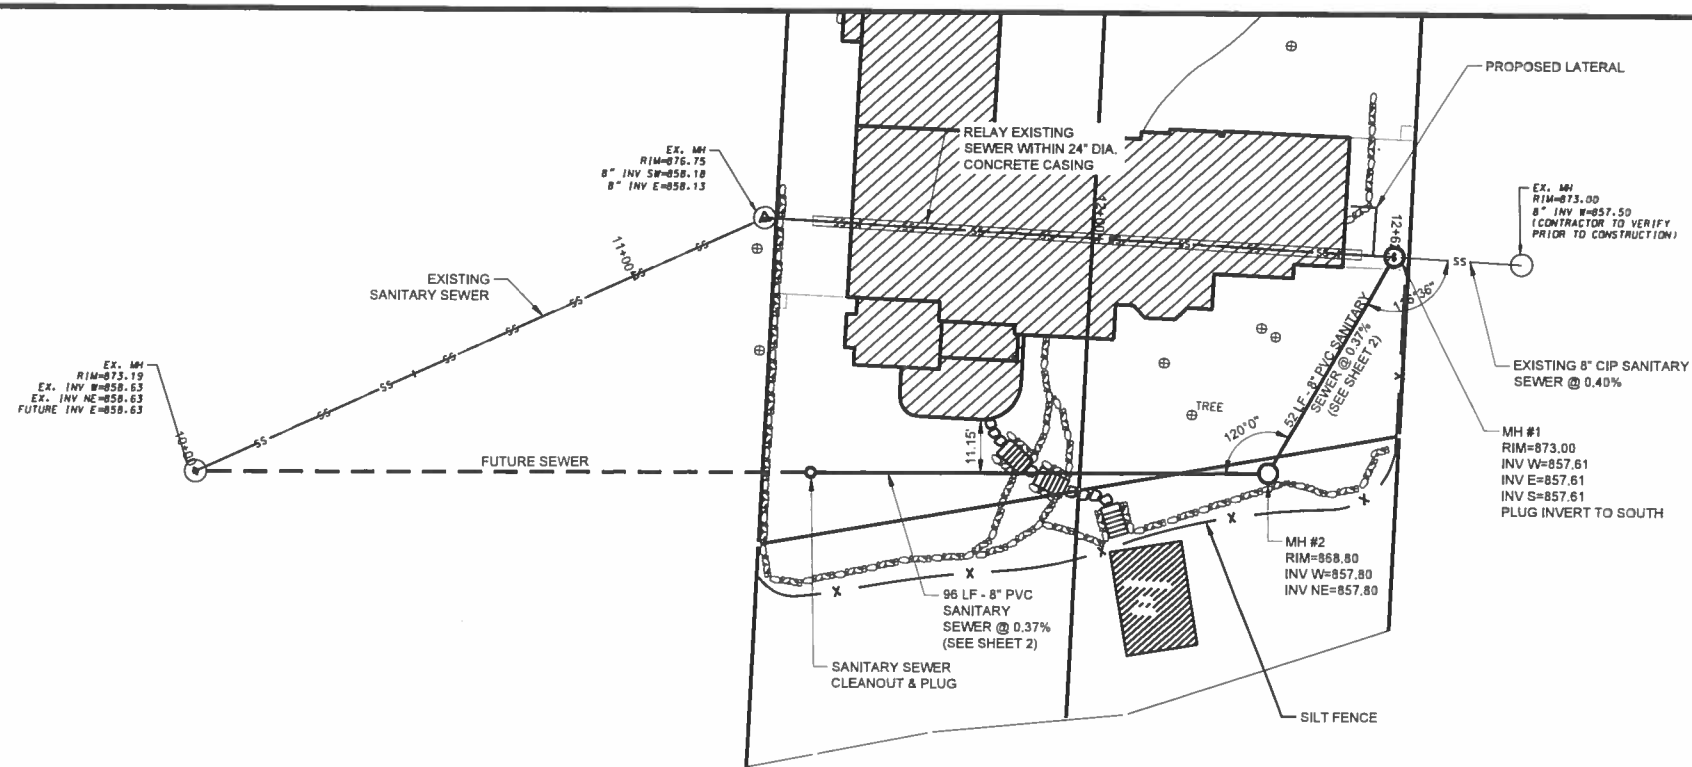 PROPOSED LATERAL
RELAY EXISTING
SEWER WITHIN 24" DIA.
CONCRETE CASING
EX. MH
RIM=876.75
8" INV SW=858.18
8" INV E=858.13
EX. MH
RIM=873.00
8" INV W=857.50
(CONTRACTOR TO VERIFY
PRIOR TO CONSTRUCTION)
12+00
11+00
SS
EXISTING
SANITARY SEWER
52 LF - 8" PVC SANITARY
SEWER @ 0.37%
(SEE SHEET 2)
EXISTING 8" CIP SANITARY
SEWER @ 0.40%
EX. MH
RIM=873.19
EX. INV W=858.63
EX. INV NE=858.63
FUTURE INV E=858.63
10+00
TREE
120°0"
11.15'
FUTURE SEWER
MH #1
RIM=873.00
INV W=857.61
INV E=857.61
INV S=857.61
PLUG INVERT TO SOUTH
MH #2
RIM=868.80
INV W=857.80
INV NE=857.80
96 LF - 8" PVC
SANITARY
SEWER @ 0.37%
(SEE SHEET 2)
SANITARY SEWER
CLEANOUT & PLUG
SILT FENCE